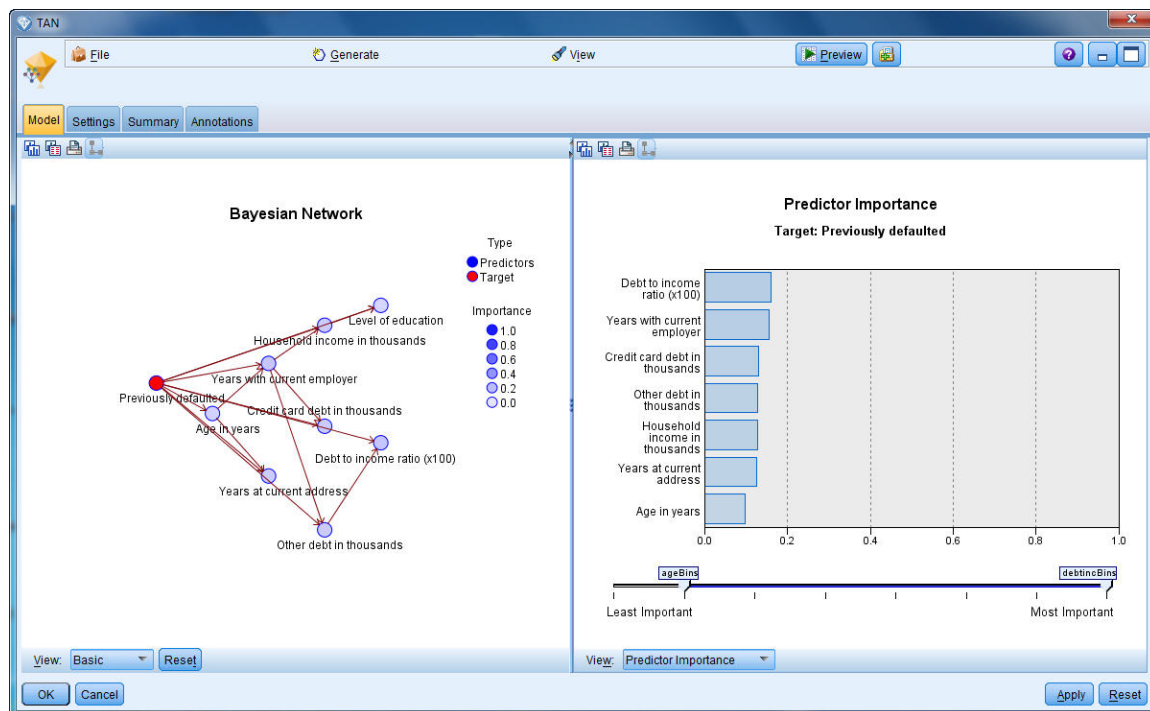 TAN
File
Generate
View
Preview
Model
Settings
Summary
Annotations
Bayesian Network
Type
Predictors
Target
Importance
1.0
0.8
0.6
0.4
0.2
0.0
Level of education
Household income in thousands
Years with current employer
Previously defaulted
Credit card debt in thousands
Age in years
Debt to income ratio (x100)
Years at current address
Other debt in thousands
View:
Basic
Reset
Predictor Importance
Target: Previously defaulted
Debt to income
ratio (x100)
Years with current
employer
Credit card debt in
thousands
Other debt in
thousands
Household
income in
thousands
Years at current
address
Age in years
0.0
0.2
0.4
0.6
0.8
1.0
ageBins
debtincBins
Least Important
Most Important
View:
Predictor Importance
OK
Cancel
Apply
Reset